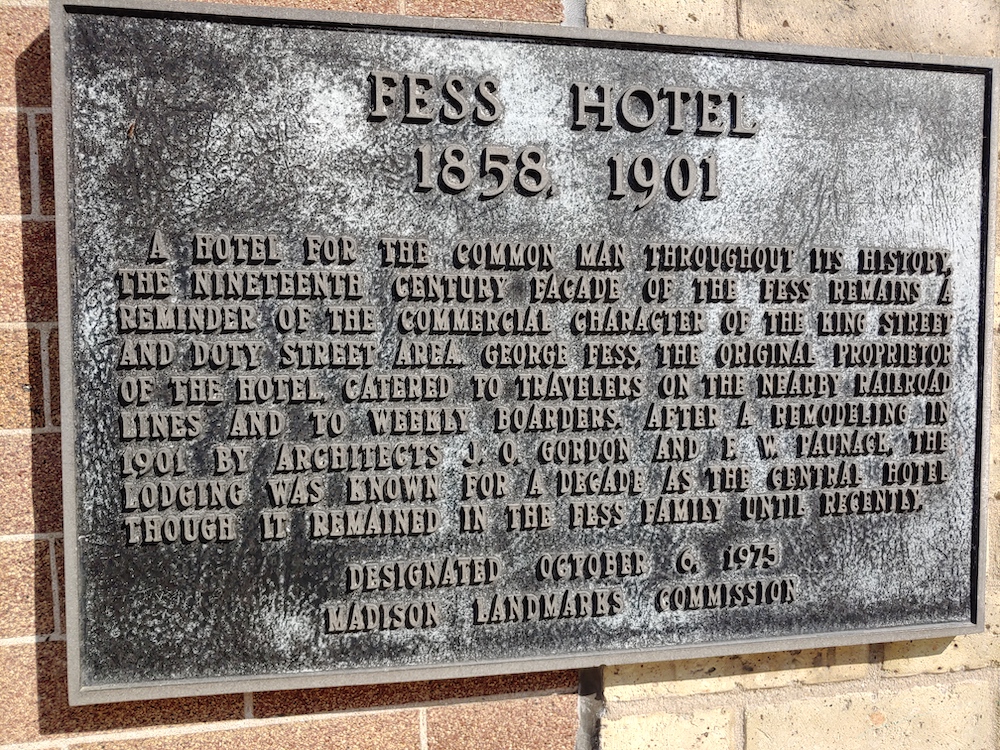 FESS HOTEL
1858, 1901
A HOTEL FOR THE COMMON MAN THROUGHOUT ITS HISTORY,
THE NINETEENTH CENTURY FACADE OF THE FESS REMAINS A
REMINDER OF THE COMMERCIAL CHARACTER OF THE KING STREET
AND DOTY STREET AREA. GEORGE FESS, THE ORIGINAL PROPRIETOR
OF THE HOTEL, CATERED TO TRAVELERS ON THE NEARBY RAILROAD
LINES AND TO WEEKLY BOARDERS. AFTER A REMODELING IN
1901 BY ARCHITECTS J. O. GORDON AND F. W. PAUNACK, THE
LODGING WAS KNOWN FOR A DECADE AS THE CENTRAL HOTEL
THOUGH IT REMAINED IN THE FESS FAMILY UNTIL RECENTLY.
DESIGNATED OCTOBER 6, 1975
MADISON LANDMARKS COMMISSION